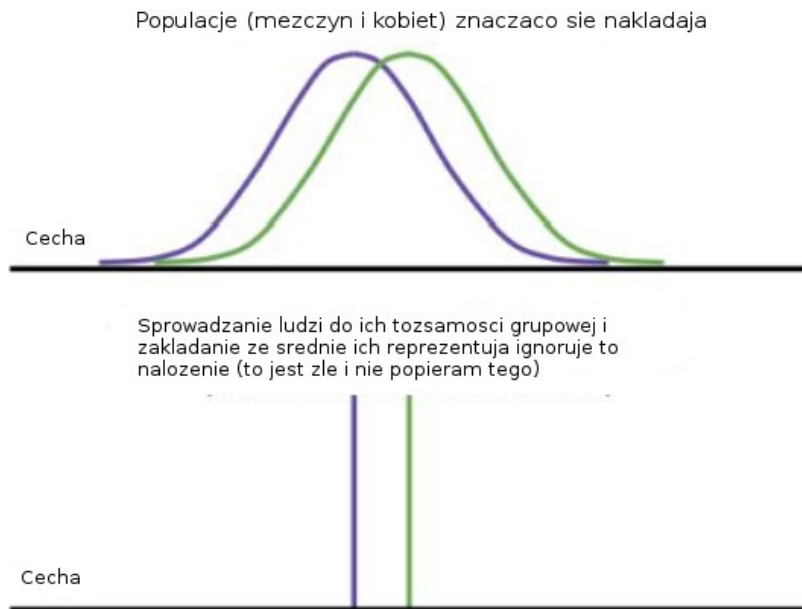 Populacje (mezczyn i kobiet) znaczaco sie nakladaja
Cecha
Sprowadzanie ludzi do ich tozsamosci grupowej i
zakladanie ze srednie ich reprezentuja ignoruje to
nalozenie (to jest zle i nie popieram tego)
Cecha